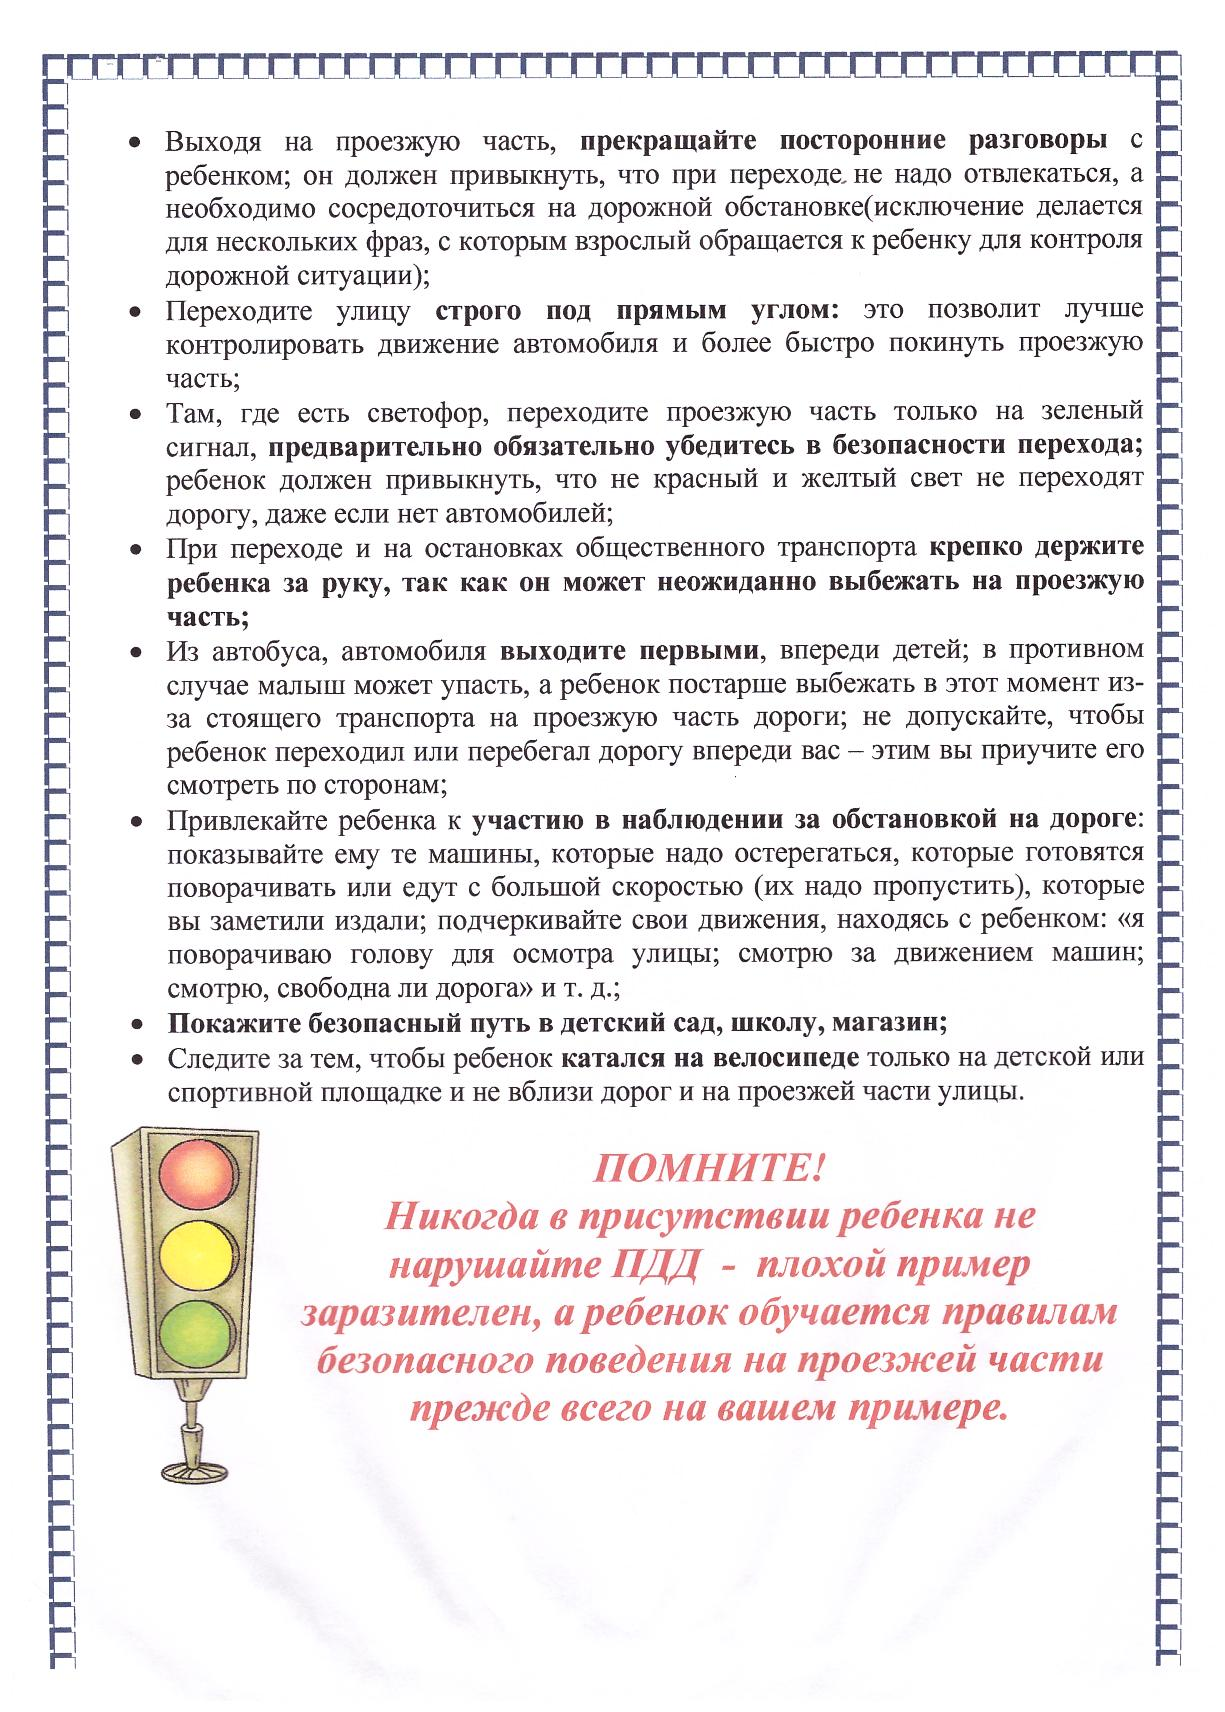 • Выходя на проезжую часть, прекращайте посторонние разговоры с
ребенком; он должен привыкнуть, что при переходе не надо отвлекаться, а
необходимо сосредоточиться на дорожной обстановке(исключение делается
для нескольких фраз, с которым взрослый обращается к ребенку для контроля
дорожной ситуации);
• Переходите улицу строго под прямым углом: это позволит лучше
контролировать движение автомобиля и более быстро покинуть проезжую
часть;
• Там, где есть светофор, переходите проезжую часть только на зеленый
сигнал, предварительно обязательно убедитесь в безопасности перехода;
ребенок должен привыкнуть, что не красный и желтый свет не переходят
дорогу, даже если нет автомобилей;
• При переходе и на остановках общественного транспорта крепко держите
ребенка за руку, так как он может неожиданно выбежать на проезжую
часть;
• Из автобуса, автомобиля выходите первыми, впереди детей; в противном
случае малыш может упасть, а ребенок постарше выбежать в этот момент из-
за стоящего транспорта на проезжую часть дороги; не допускайте, чтобы
ребенок переходил или перебегал дорогу впереди вас – этим вы приучите его
смотреть по сторонам;
• Привлекайте ребенка к участию в наблюдении за обстановкой на дороге:
показывайте ему те машины, которые надо остерегаться, которые готовятся
поворачивать или едут с большой скоростью (их надо пропустить), которые
вы заметили издали; подчеркивайте свои движения, находясь с ребенком: «я
поворачиваю голову для осмотра улицы; смотрю за движением машин;
смотрю, свободна ли дорога» и т. д.;
• Покажите безопасный путь в детский сад, школу, магазин;
• Следите за тем, чтобы ребенок катался на велосипеде только на детской или
спортивной площадке и не вблизи дорог и на проезжей части улицы.
ПОМНИТЕ!
Никогда в присутствии ребенка не
нарушайте ПДД - плохой пример
заразителен, а ребенок обучается правилам
безопасного поведения на проезжей части
прежде всего на вашем примере.